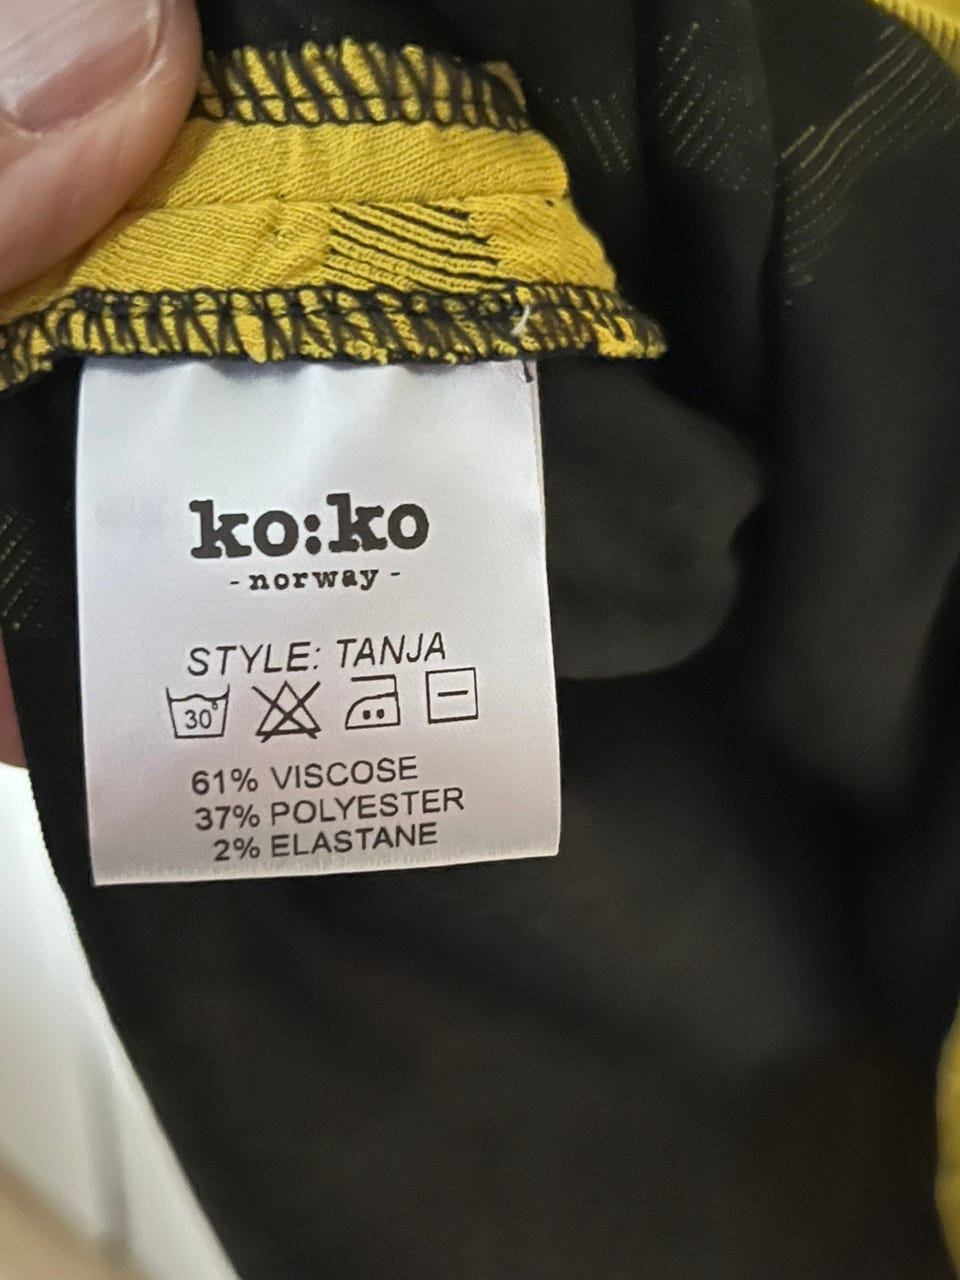 ko:ko
- norway -
STYLE: TANJA
30°
61% VISCOSE
37% POLYESTER
2% ELASTANE